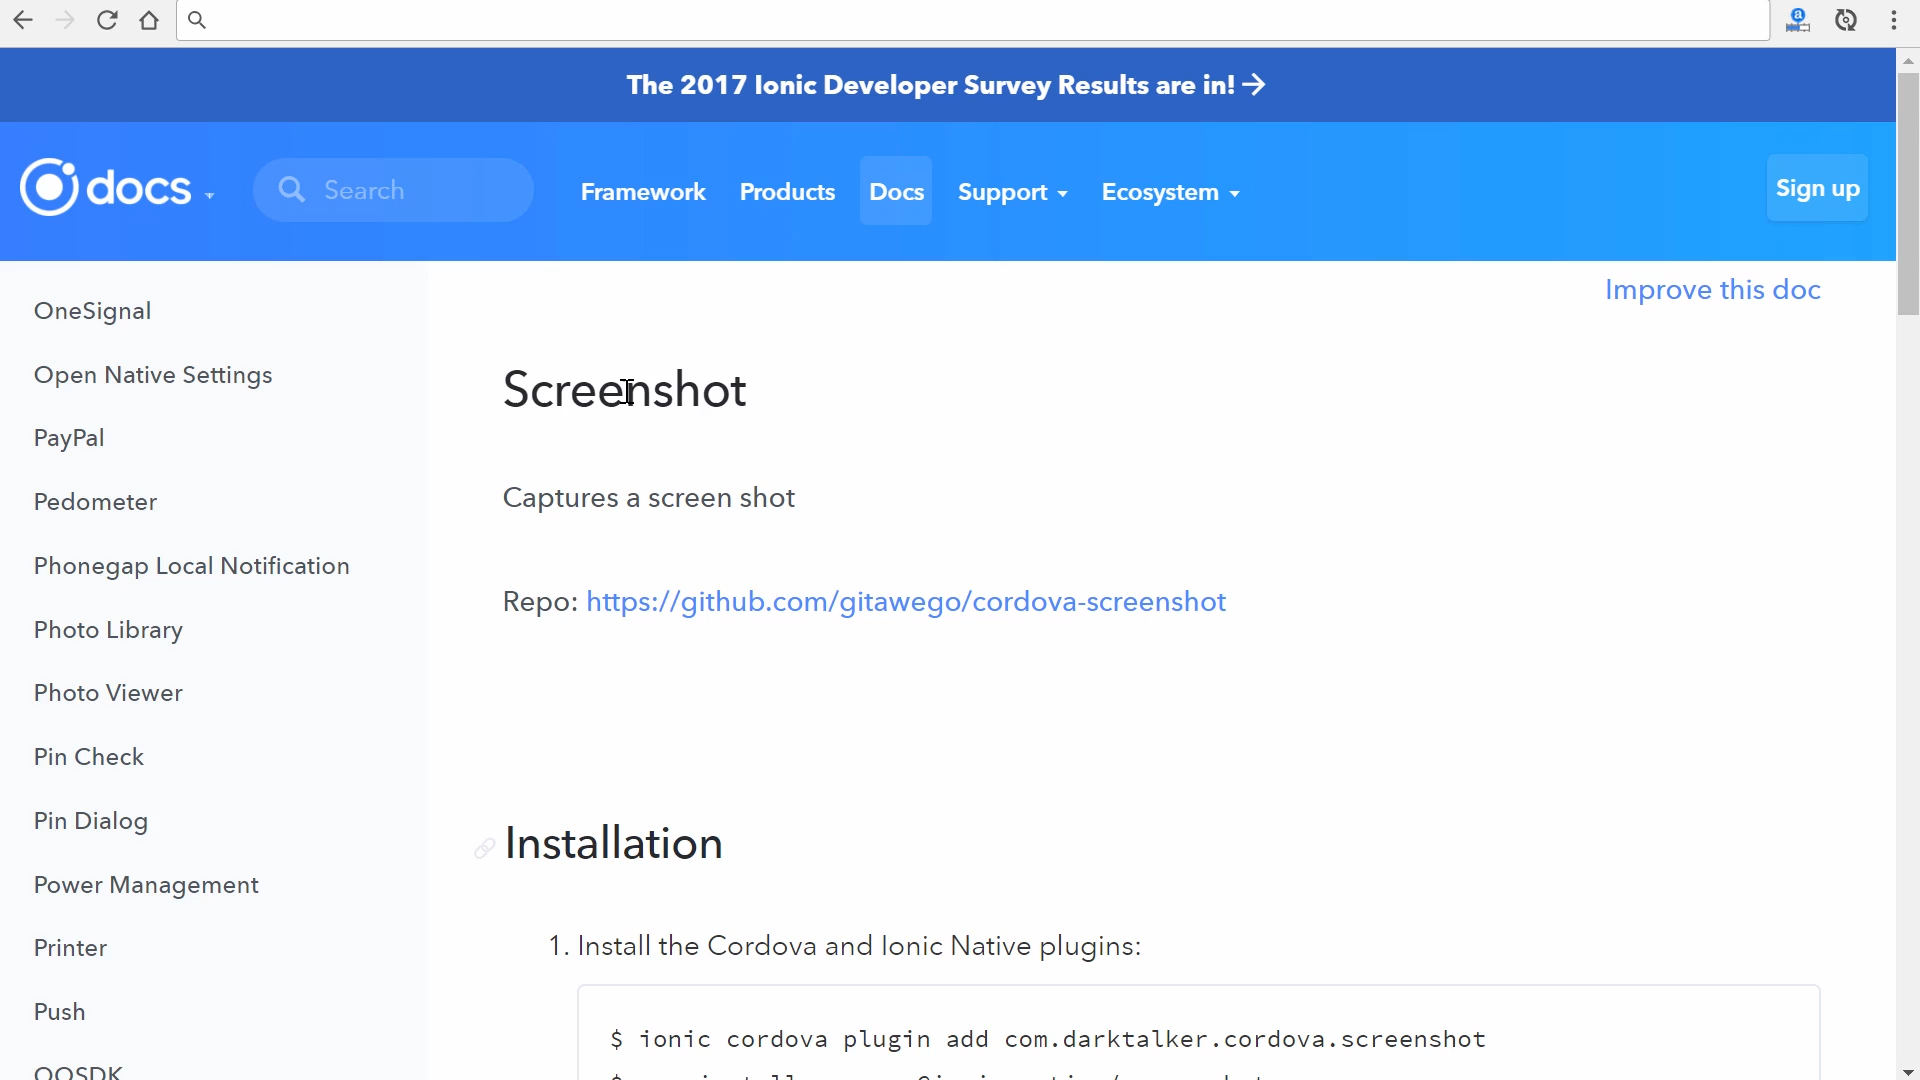 The 2017 Ionic Developer Survey Results are in! →
docs
Search
Framework
Products
Docs
Support
Ecosystem
Sign up
OneSignal
Open Native Settings
PayPal
Pedometer
Phonegap Local Notification
Photo Library
Photo Viewer
Pin Check
Pin Dialog
Power Management
Printer
Push
QQSDK
Improve this doc
Screenshot
Captures a screen shot
Repo: https://github.com/gitawego/cordova-screenshot
Installation
1. Install the Cordova and Ionic Native plugins:
$ ionic cordova plugin add com.darktalker.cordova.screenshot